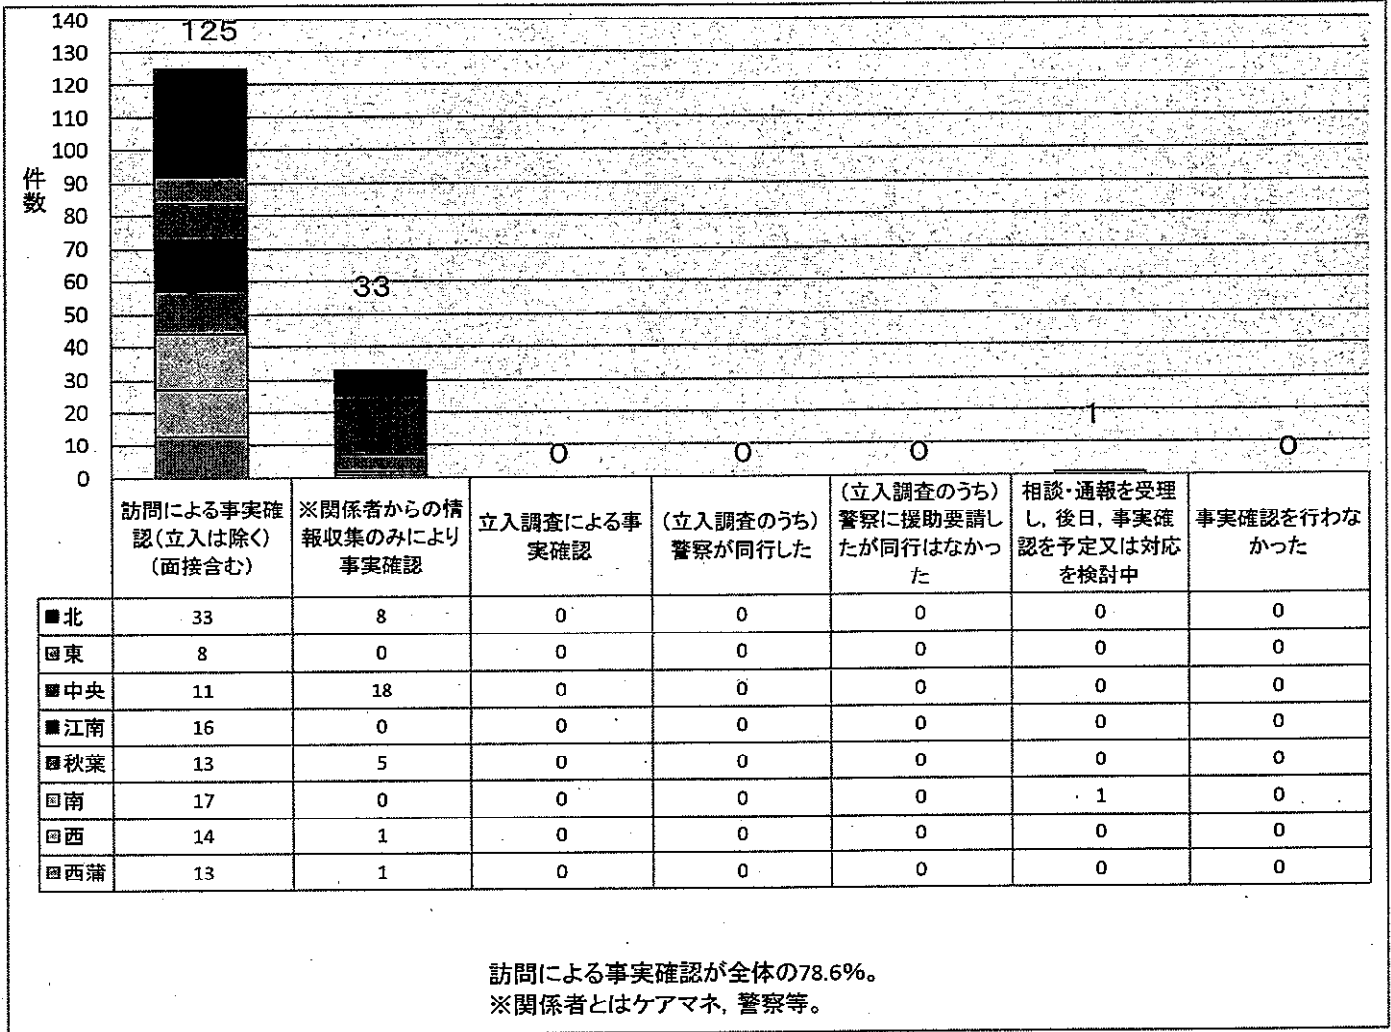 140
125
130
120
110
100
件数
90
80
70
60
33
50
40
30
20
1
10
0
0
0
0
0
訪問による事実確
認(立入は除く)
(面接含む)
※関係者からの情
報収集のみにより
事実確認
立入調査による事
実確認
(立入調査のうち)
警察が同行した
(立入調査のうち)
警察に援助要請し
たが同行はなかっ
た
相談・通報を受理
し, 後日, 事実確
認を予定又は対応
を検討中
事実確認を行わな
かった
北 33 8 0 0 0 0 0
東 8 0 0 0 0 0 0
中央 11 18 0 0 0 0 0
江南 16 0 0 0 0 0 0
秋葉 13 5 0 0 0 0 0
南 17 0 0 0 0 1 0
西 14 1 0 0 0 0 0
西蒲 13 1 0 0 0 0 0
訪問による事実確認が全体の78.6%。
※関係者とはケアマネ, 警察等。